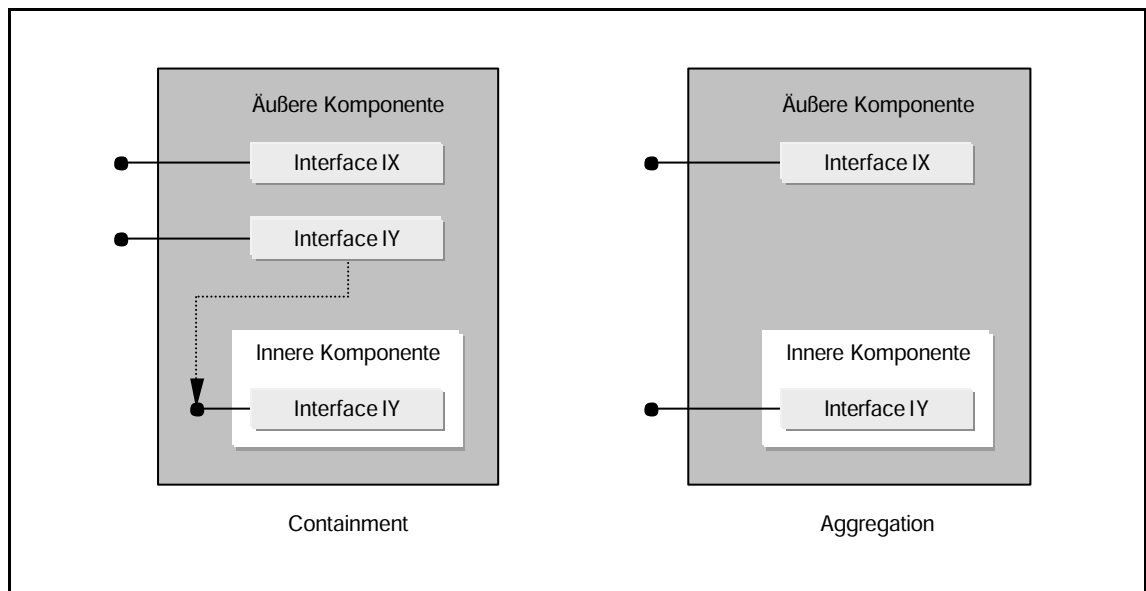 Äußere Komponente
Interface IX
Interface IY
Innere Komponente
Interface IY
Containment
Äußere Komponente
Interface IX
Innere Komponente
Interface IY
Aggregation